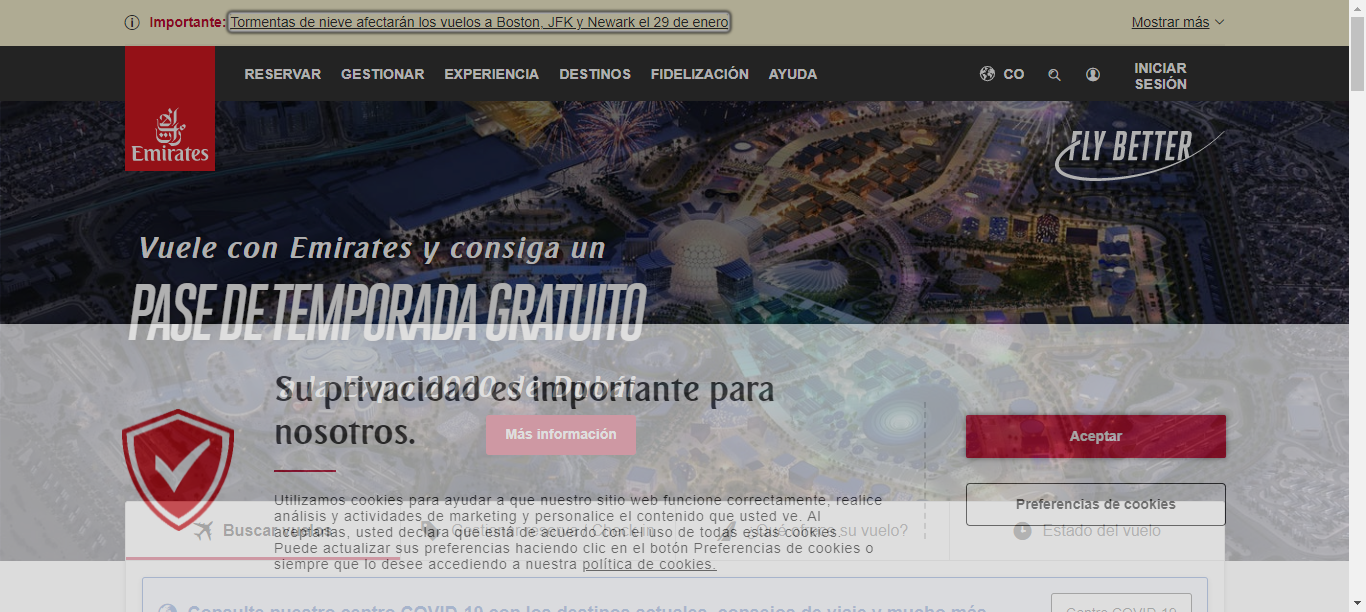 Importante: Tormentas de nieve afectarán los vuelos a Boston, JFK y Newark el 29 de enero
Mostrar más
RESERVAR GESTIONAR EXPERIENCIA DESTINOS FIDELIZACIÓN AYUDA
CO
INICIAR
SESIÓN
Emirates
FLY BETTER
Vuele con Emirates y consiga un
PASE DE TEMPORADA GRATUITO
a la Expo 2020 de Dubái
Su privacidad es importante para
nosotros.
Más información
Aceptar
Preferencias de cookies
Utilizamos cookies para ayudar a que nuestro sitio web funcione correctamente, realice
análisis y actividades de marketing y personalice el contenido que usted ve. Al
aceptarlas, usted declara que está de acuerdo con el uso de todas estas cookies.
Puede actualizar sus preferencias haciendo clic en el botón Preferencias de cookies o
siempre que lo desee accediendo a nuestra política de cookies.
Buscar vuelos
su vuelo?
Estado del vuelo
Consulte nuestro centro COVID-19 con los destinos actuales, consejos de viaje y mucho más
Centro COVID-19